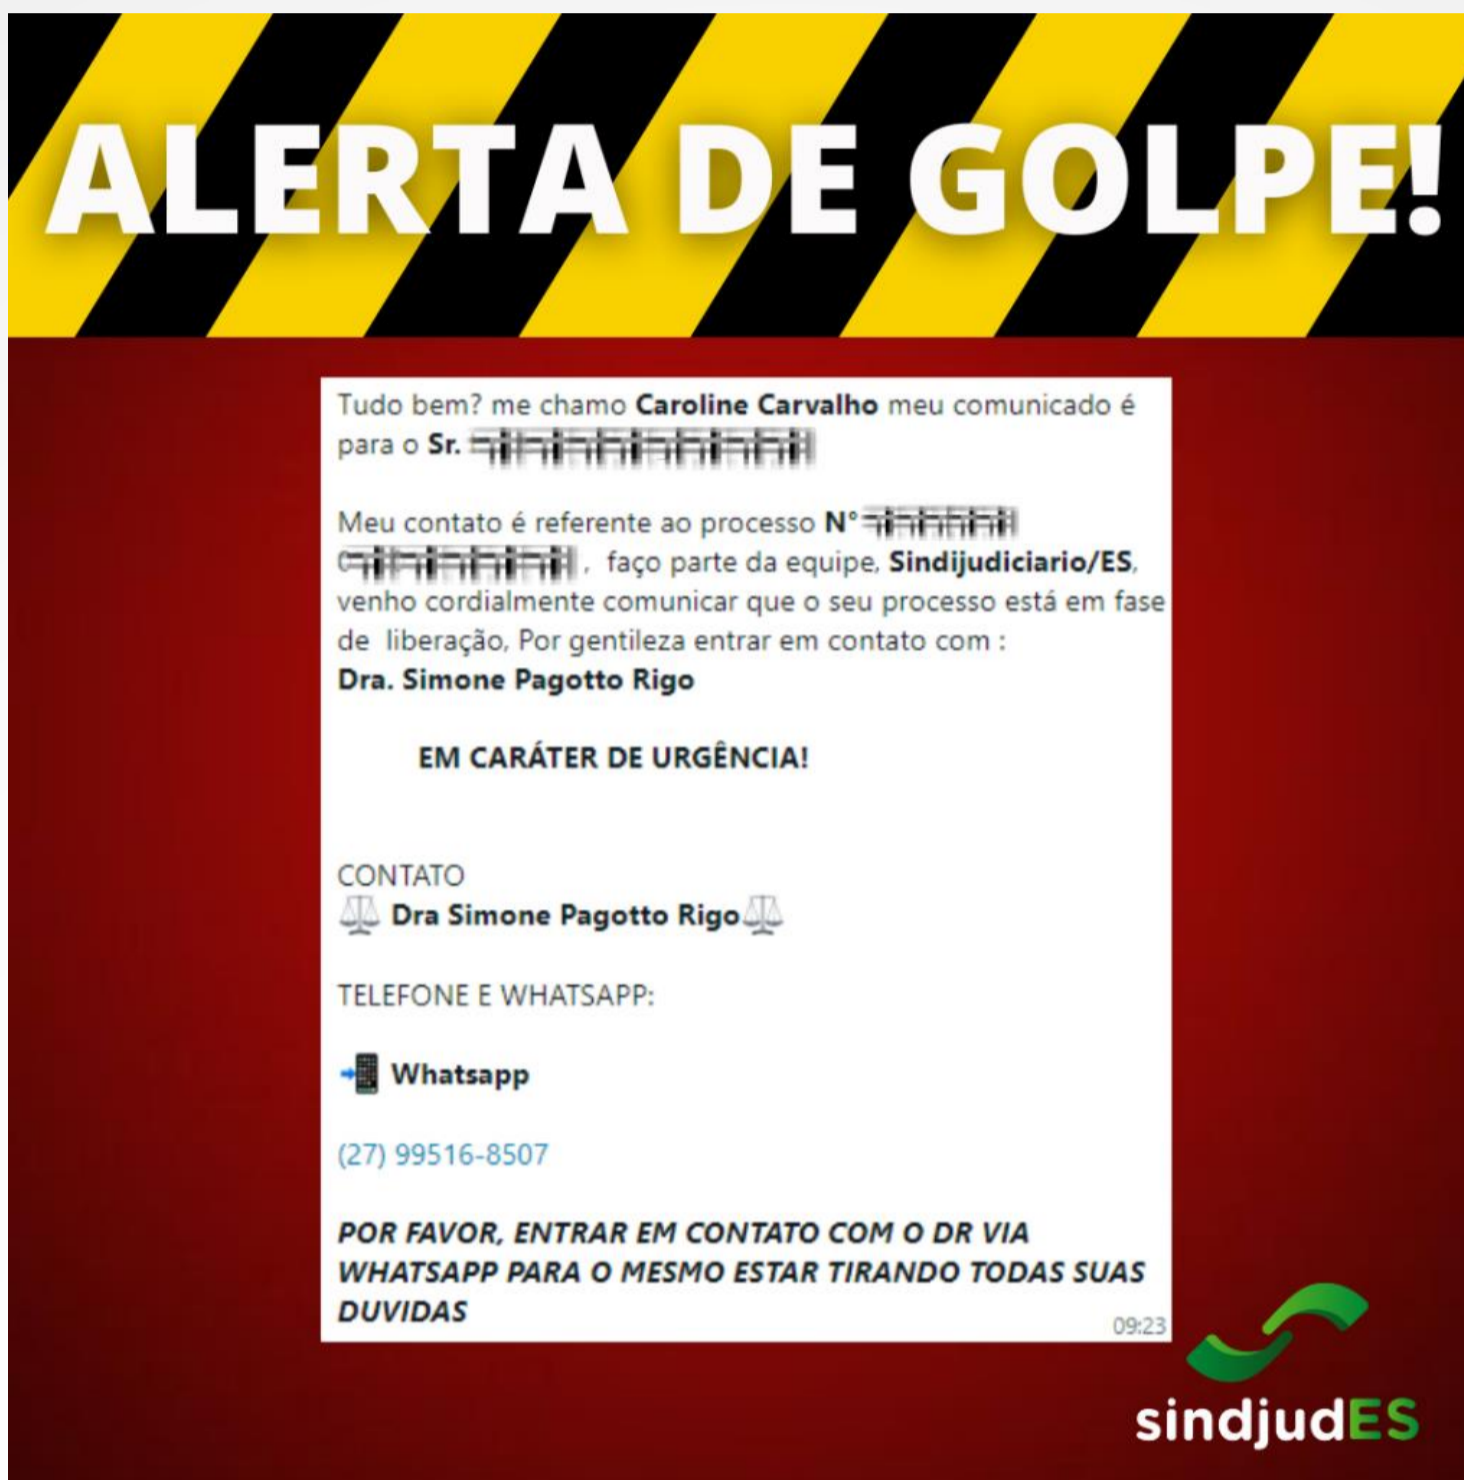 ALERTA DE GOLPE!
Tudo bem? me chamo Caroline Carvalho meu comunicado é
para o Sr.
Meu contato é referente ao processo N°
, faço parte da equipe, Sindijudiciario/ES,
venho cordialmente comunicar que o seu processo está em fase
de liberação, Por gentileza entrar em contato com :
Dra. Simone Pagotto Rigo
EM CARÁTER DE URGÊNCIA!
CONTATO
Dra Simone Pagotto Rigo
TELEFONE E WHATSAPP:
Whatsapp
(27) 99516-8507
POR FAVOR, ENTRAR EM CONTATO COM O DR VIA
WHATSAPP PARA O MESMO ESTAR TIRANDO TODAS SUAS
DUVIDAS
09:23
sindjudES